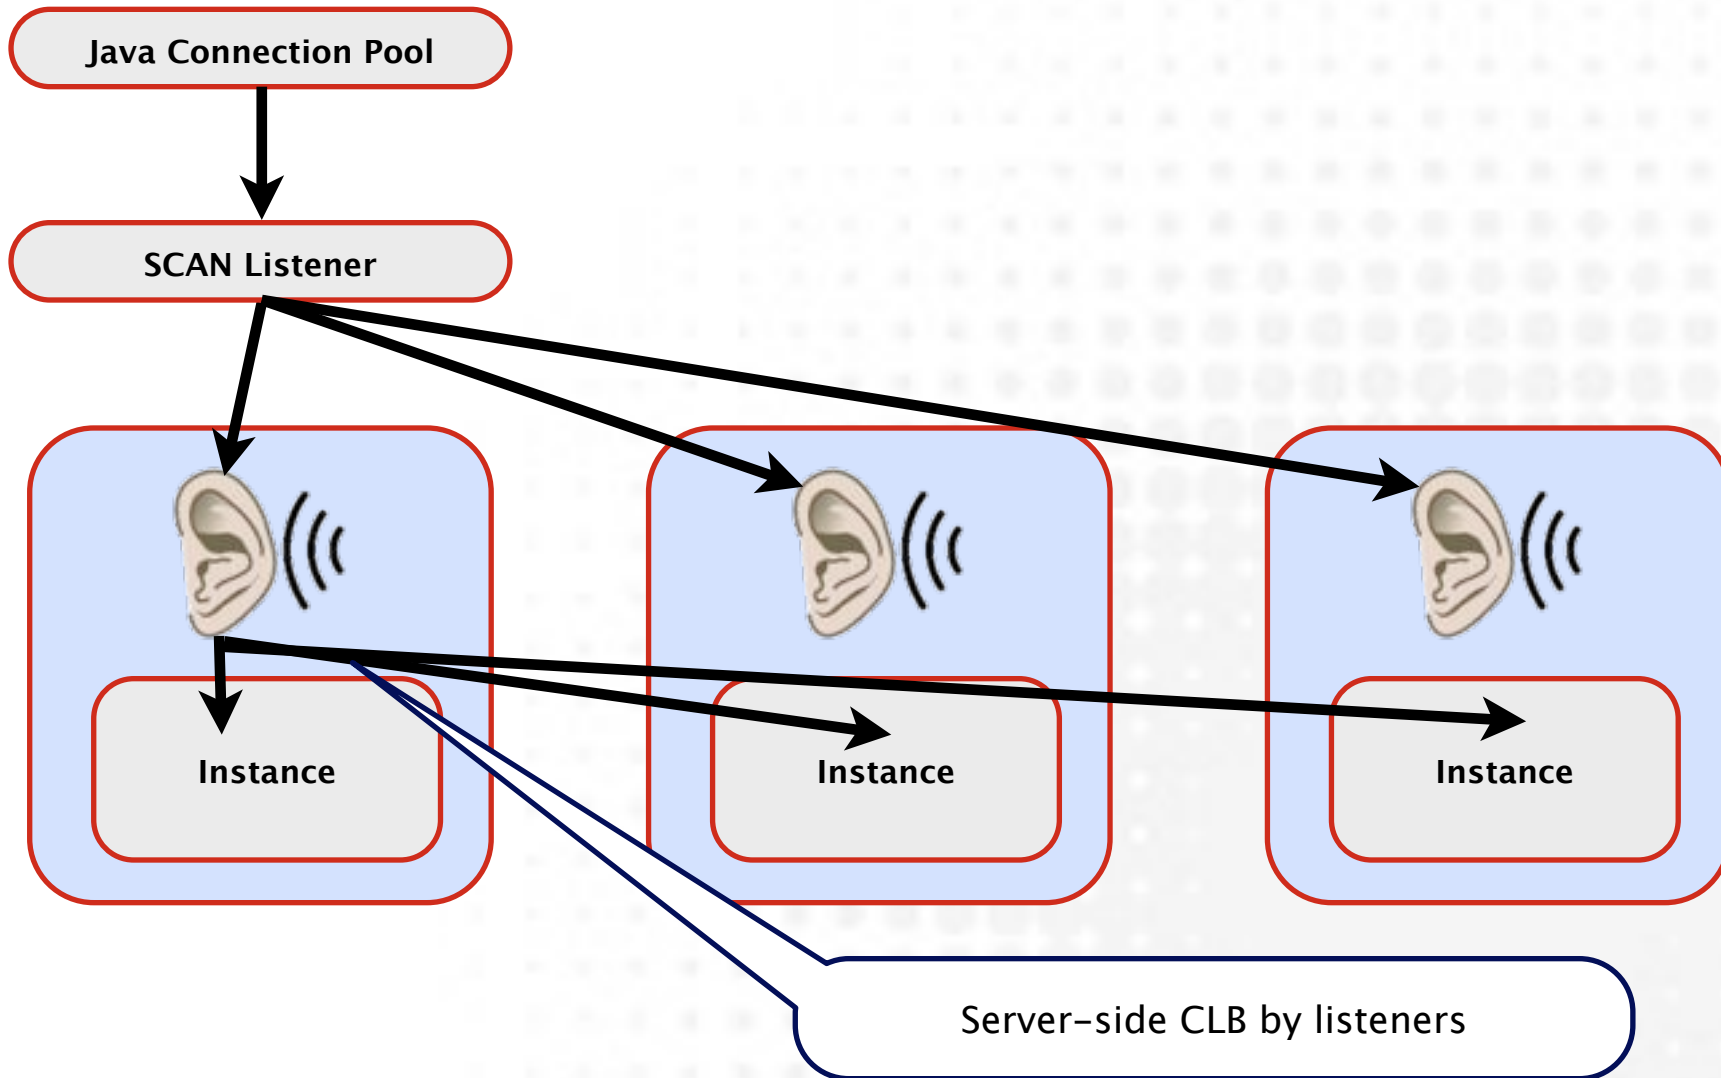 Java Connection Pool
SCAN Listener
Instance
Instance
Instance
Server-side CLB by listeners